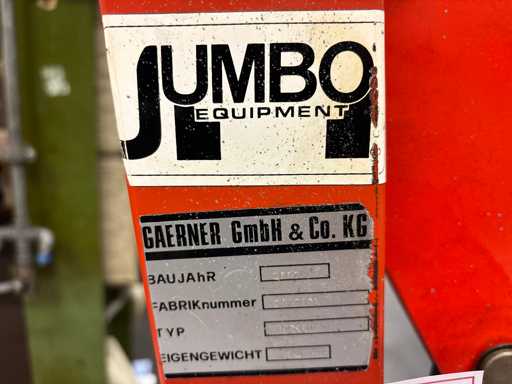 JUMBO
EQUIPMENT
GAERNER GmbH & Co. KG
BAUJAhR
FABRIKnummer
TYP
EIGENGEWICHT